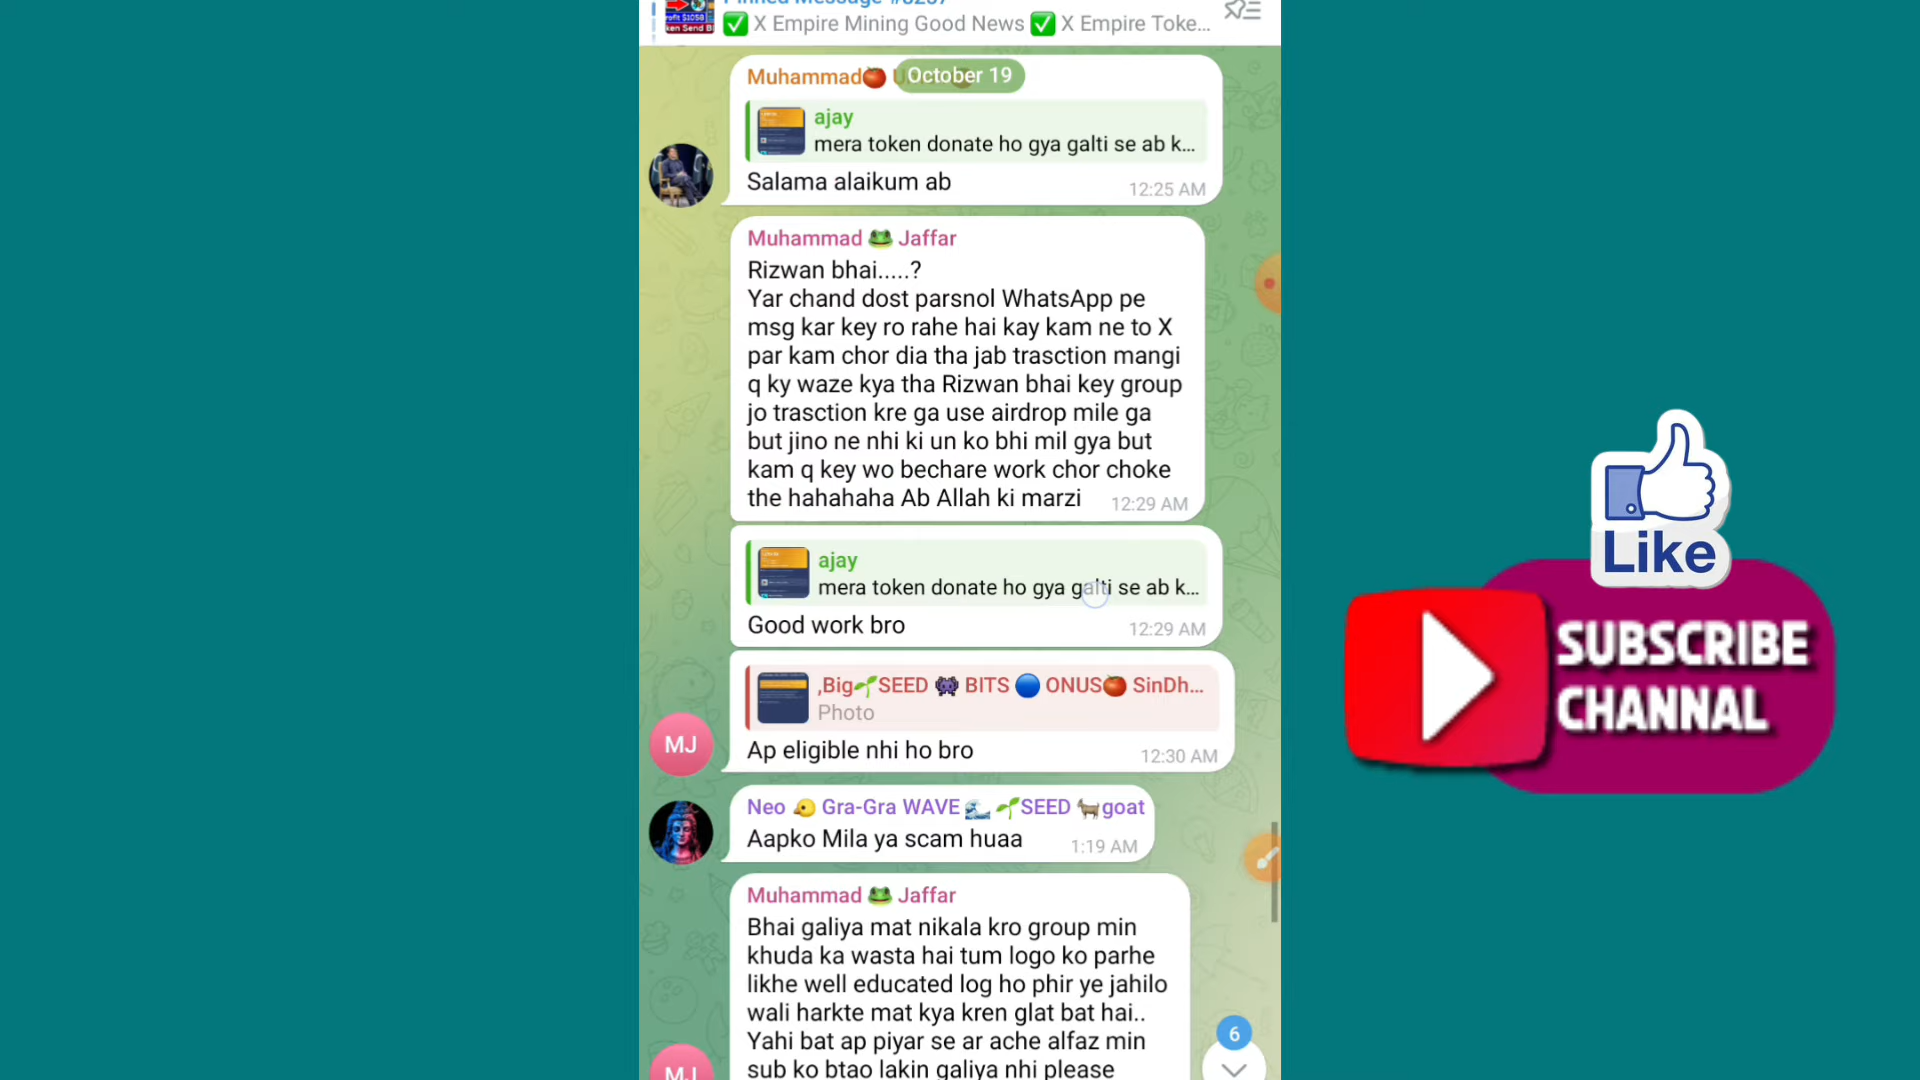 Pinned Message #8237
✅ X Empire Mining Good News ✅ X Empire Toke...
Muhammad🍅
October 19
ajay
mera token donate ho gya galti se ab k...
Salama alaikum ab
12:25 AM
Muhammad 🐸 Jaffar
Rizwan bhai.....?
Yar chand dost parsnol WhatsApp pe
msg kar key ro rahe hai kay kam ne to X
par kam chor dia tha jab trasction mangi
q ky waze kya tha Rizwan bhai key group
jo trasction kre ga use airdrop mile ga
but jino ne nhi ki un ko bhi mil gya but
kam q key wo bechare work chor choke
the hahahaha Ab Allah ki marzi
12:29 AM
ajay
mera token donate ho gya galti se ab k...
Good work bro
12:29 AM
,Big🌱SEED 👾 BITS 🔵 ONUS🍅 SinDh...
Photo
MJ
Ap eligible nhi ho bro
12:30 AM
Neo 🐤 Gra-Gra WAVE 🌊 🌱SEED 🐐goat
Aapko Mila ya scam huaa
1:19 AM
Muhammad 🐸 Jaffar
Bhai galiya mat nikala kro group min
khuda ka wasta hai tum logo ko parhe
likhe well educated log ho phir ye jahilo
wali harkte mat kya kren glat bat hai..
Yahi bat ap piyar se ar ache alfaz min
sub ko btao lakin galiya nhi please
MJ
6
Like
SUBSCRIBE
CHANNAL